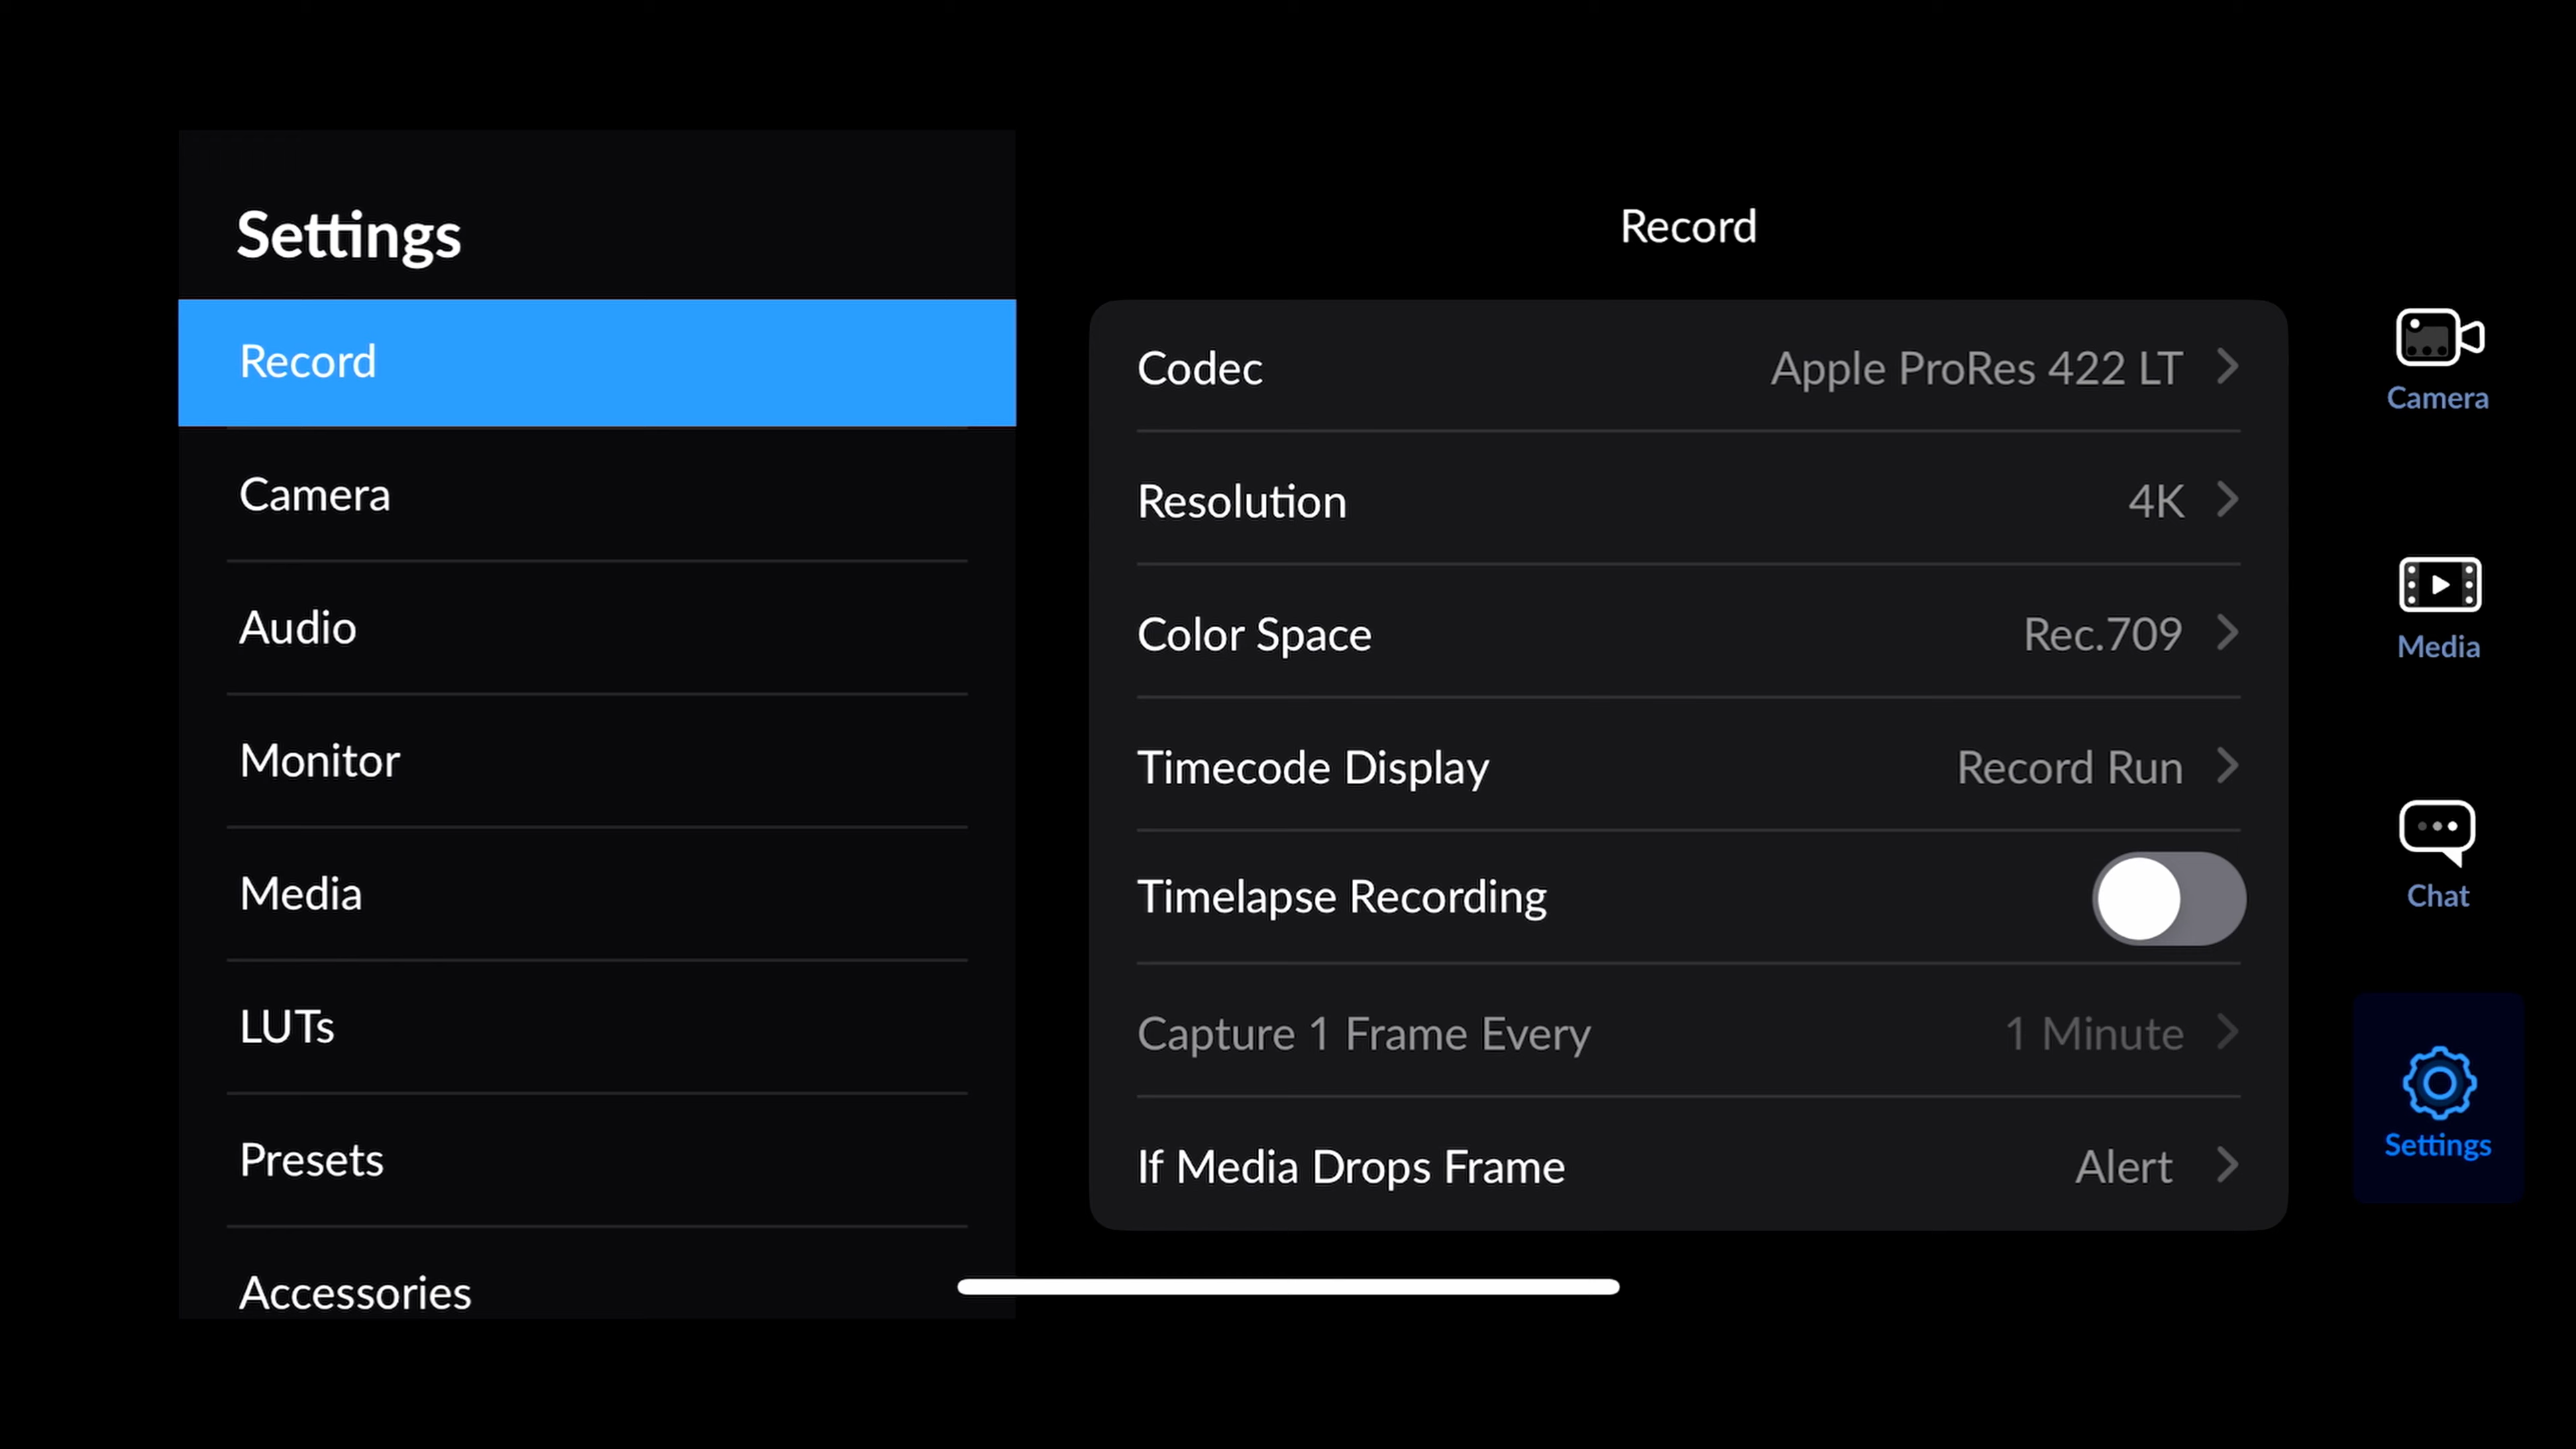 Settings
Record
Camera
Audio
Monitor
Media
LUTs
Presets
Accessories
Record
Codec Apple ProRes 422 LT
Resolution 4K
Color Space Rec.709
Timecode Display Record Run
Timelapse Recording
Capture 1 Frame Every 1 Minute
If Media Drops Frame Alert
Camera
Media
Chat
Settings